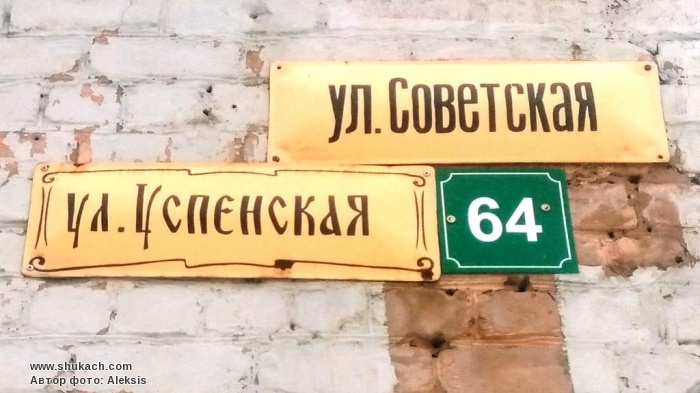 ул. Советская
ул. Успенская
64
www.shukach.com
Автор фото: Aleksis